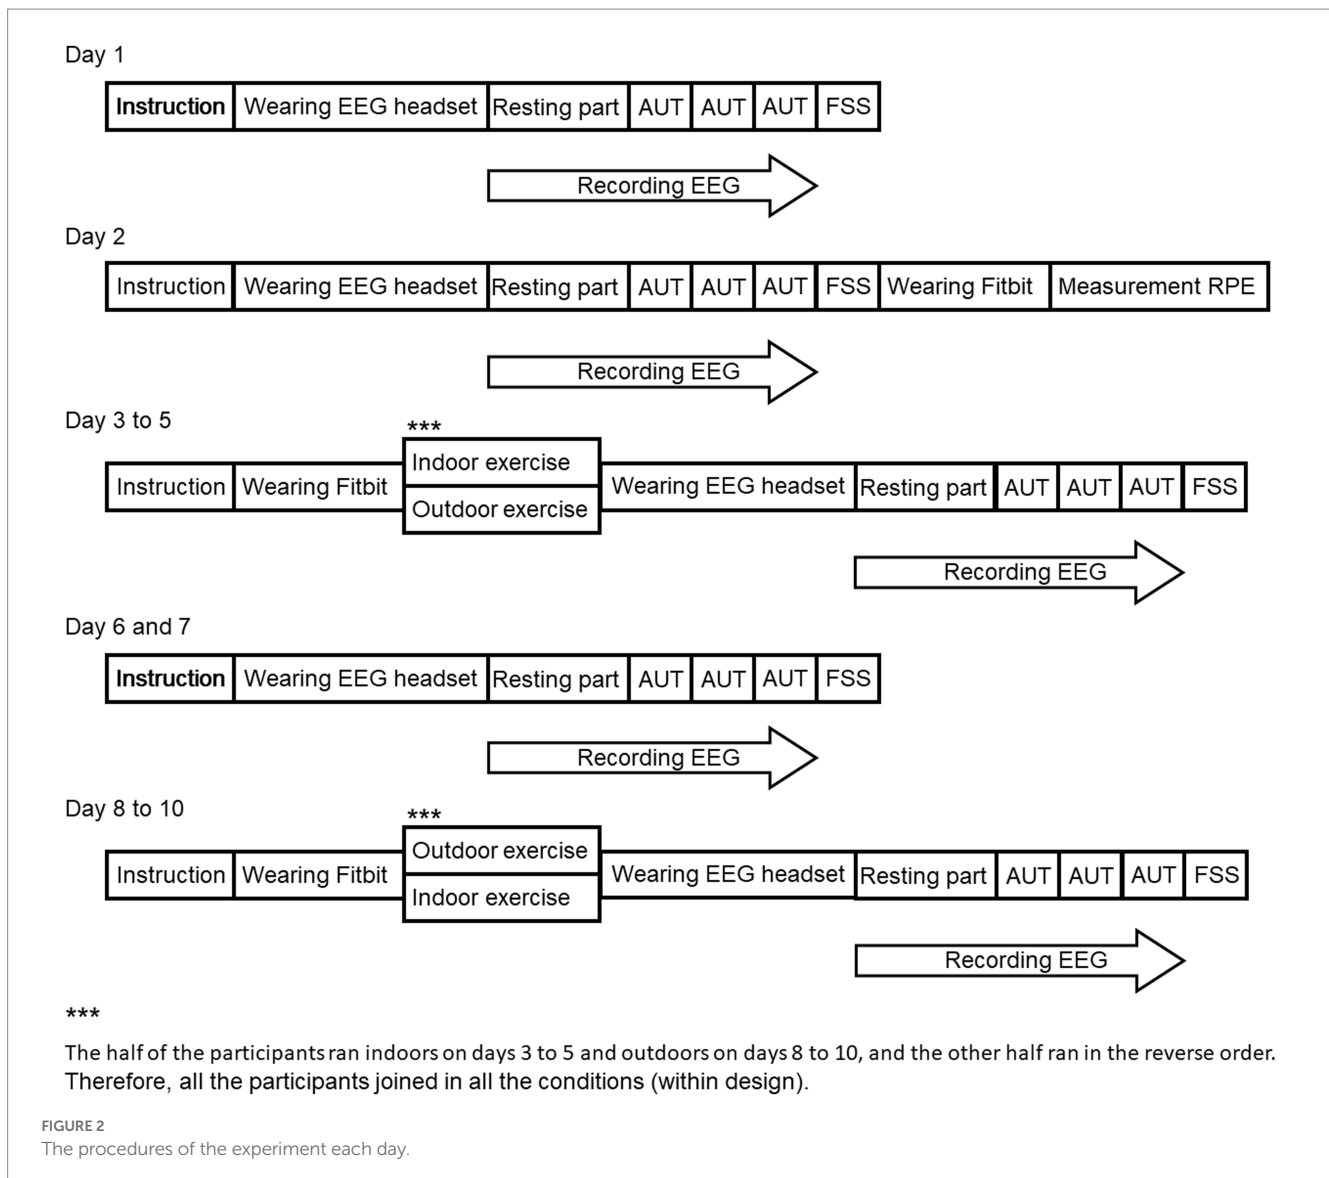 Day 1
Instruction Wearing EEG headset Resting part AUT AUT AUT FSS
Recording EEG
Day 2
Instruction Wearing EEG headset Resting part AUT AUT AUT FSS Wearing Fitbit Measurement RPE
Recording EEG
Day 3 to 5
***
Indoor exercise
Instruction Wearing Fitbit Wearing EEG headset Resting part AUT AUT AUT FSS
Outdoor exercise
Recording EEG
Day 6 and 7
Instruction Wearing EEG headset Resting part AUT AUT AUT FSS
Recording EEG
Day 8 to 10
***
Outdoor exercise
Instruction Wearing Fitbit Wearing EEG headset Resting part AUT AUT AUT FSS
Indoor exercise
Recording EEG
***
The half of the participants ran indoors on days 3 to 5 and outdoors on days 8 to 10, and the other half ran in the reverse order.
Therefore, all the participants joined in all the conditions (within design).
FIGURE 2
The procedures of the experiment each day.